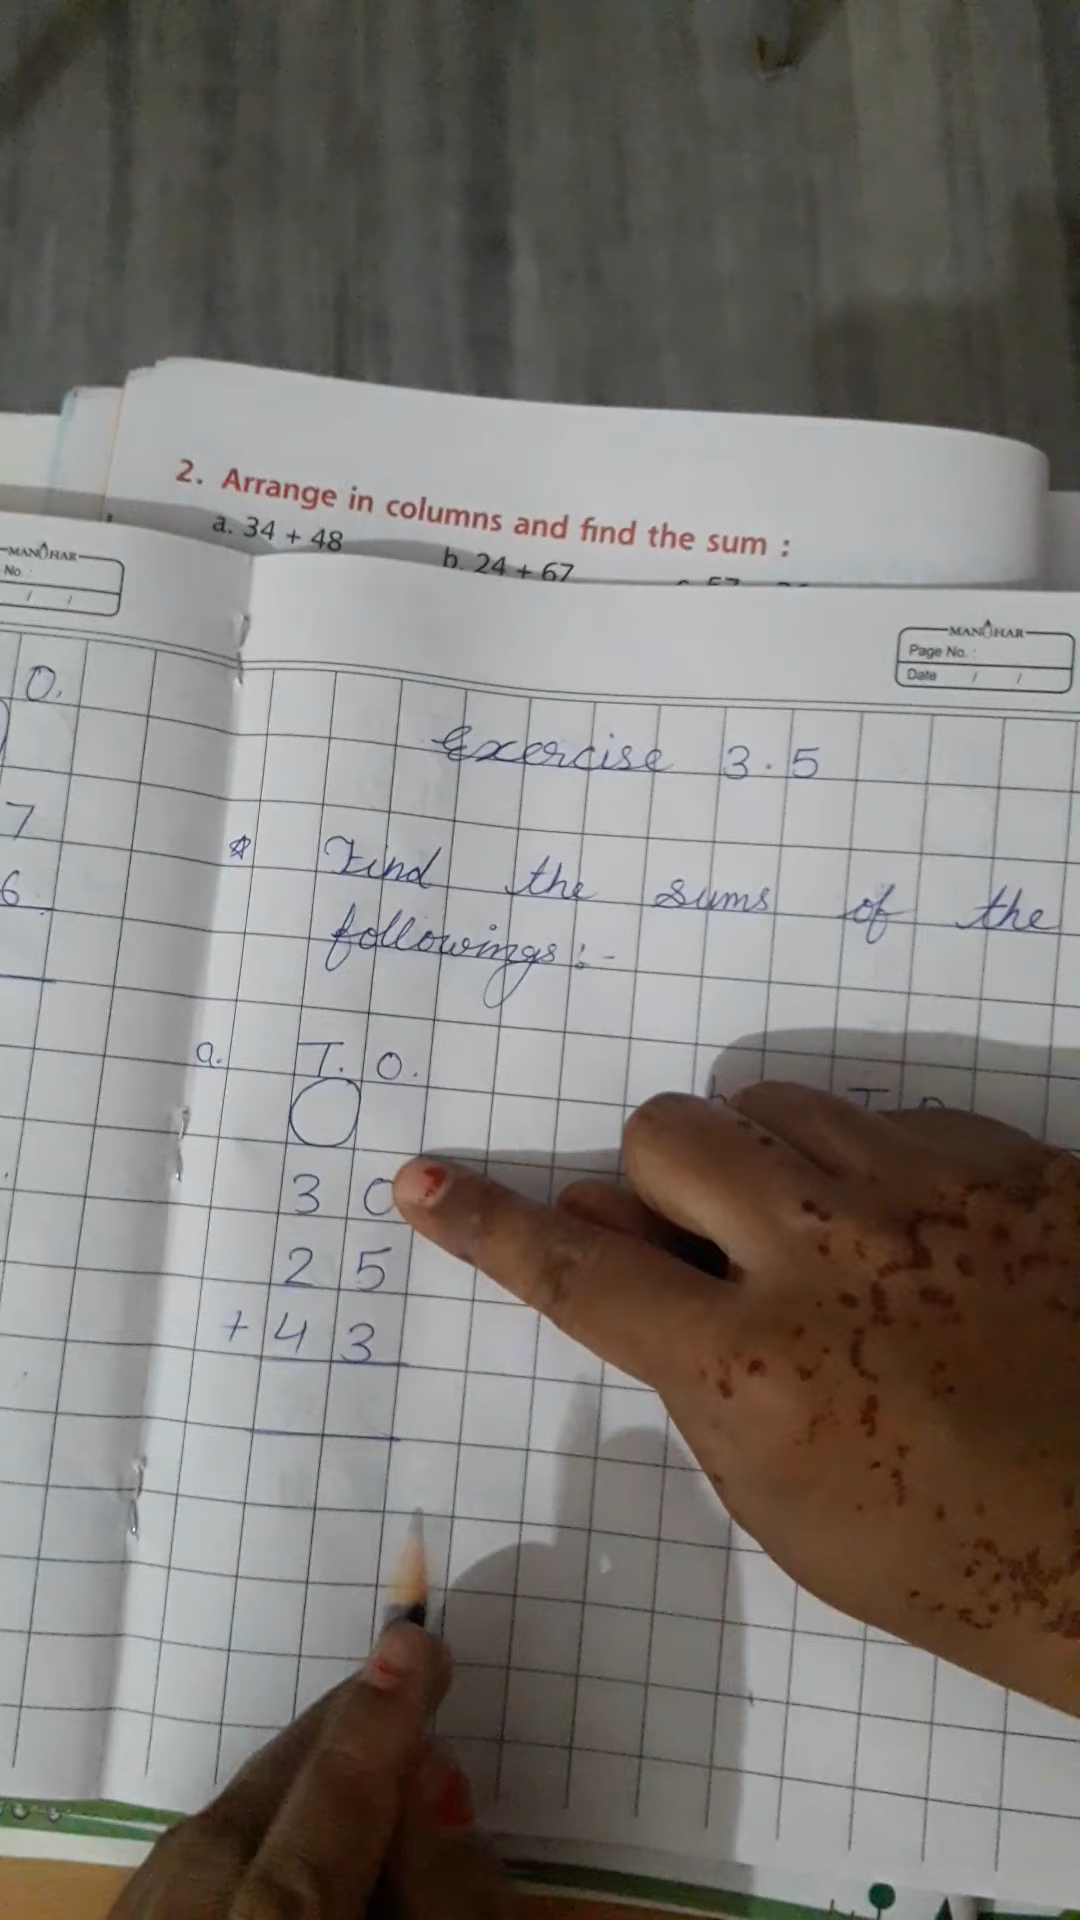 2. Arrange in columns and find the sum :
a. 34 + 48
b. 24 + 67
MANOHAR
No :
/ /
MANOHAR
Page No. :
Date / /
0.
7
6
Exercise 3.5
Find the sums of the
followings :-
a. T. O.
3 0
2 5
+ 4 3